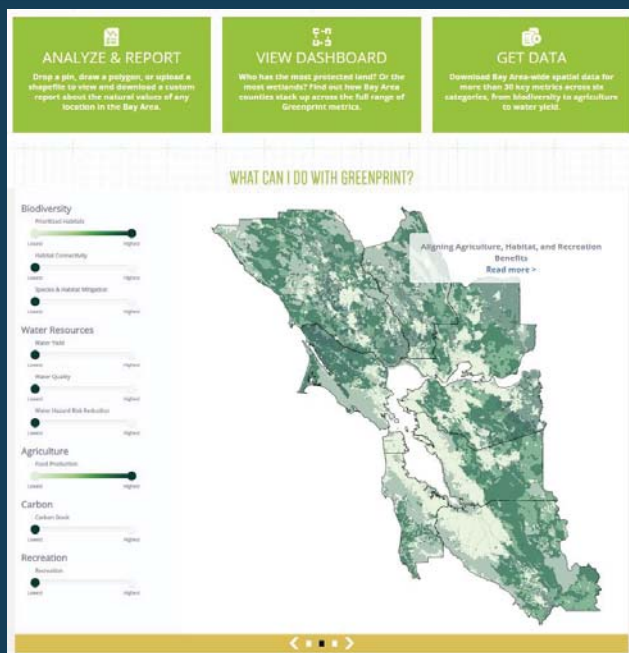 ANALYZE & REPORT
Drop a pin, draw a polygon, or upload a
shapefile to view and download a custom
report about the natural values of any
location in the Bay Area.
VIEW DASHBOARD
Who has the most protected land? Or the
most wetlands? Find out how Bay Area
counties stack up across the full range of
Greenprint metrics.
GET DATA
Download Bay Area-wide spatial data for
more than 30 key metrics across six
categories, from biodiversity to agriculture
to water yield.
WHAT CAN I DO WITH GREENPRINT?
Biodiversity
Prioritized Habitats
Lowest Highest
Habitat Connectivity
Lowest Highest
Species & Habitat Mitigation
Lowest Highest
Water Resources
Water Yield
Lowest Highest
Water Quality
Lowest Highest
Water Hazard Risk Reduction
Lowest Highest
Agriculture
Food Production
Lowest Highest
Carbon
Carbon Stock
Lowest Highest
Recreation
Recreation
Lowest Highest
Aligning Agriculture, Habitat, and Recreation
Benefits
Read more >